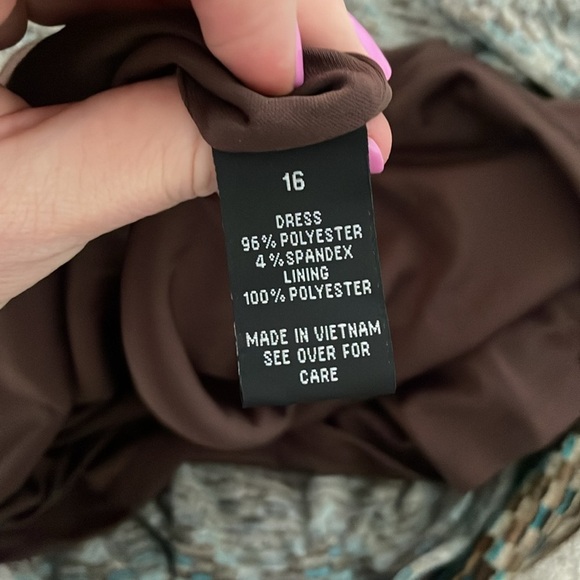 16
DRESS
96% POLYESTER
4% SPANDEX
LINING
100% POLYESTER
MADE IN VIETNAM
SEE OVER FOR
CARE